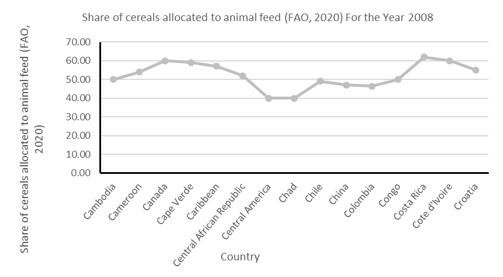 Share of cereals allocated to animal feed (FAO, 2020) For the Year 2008
Share of cereals allocated to animal feed (FAO,
2020)
70.00
60.00
50.00
40.00
30.00
20.00
10.00
0.00
Cambodia
Cameroon
Canada
Cape Verde
Caribbean
Central African Republic
Central America
Chad
Chile
China
Colombia
Congo
Costa Rica
Cote d'Ivoire
Croatia
Country